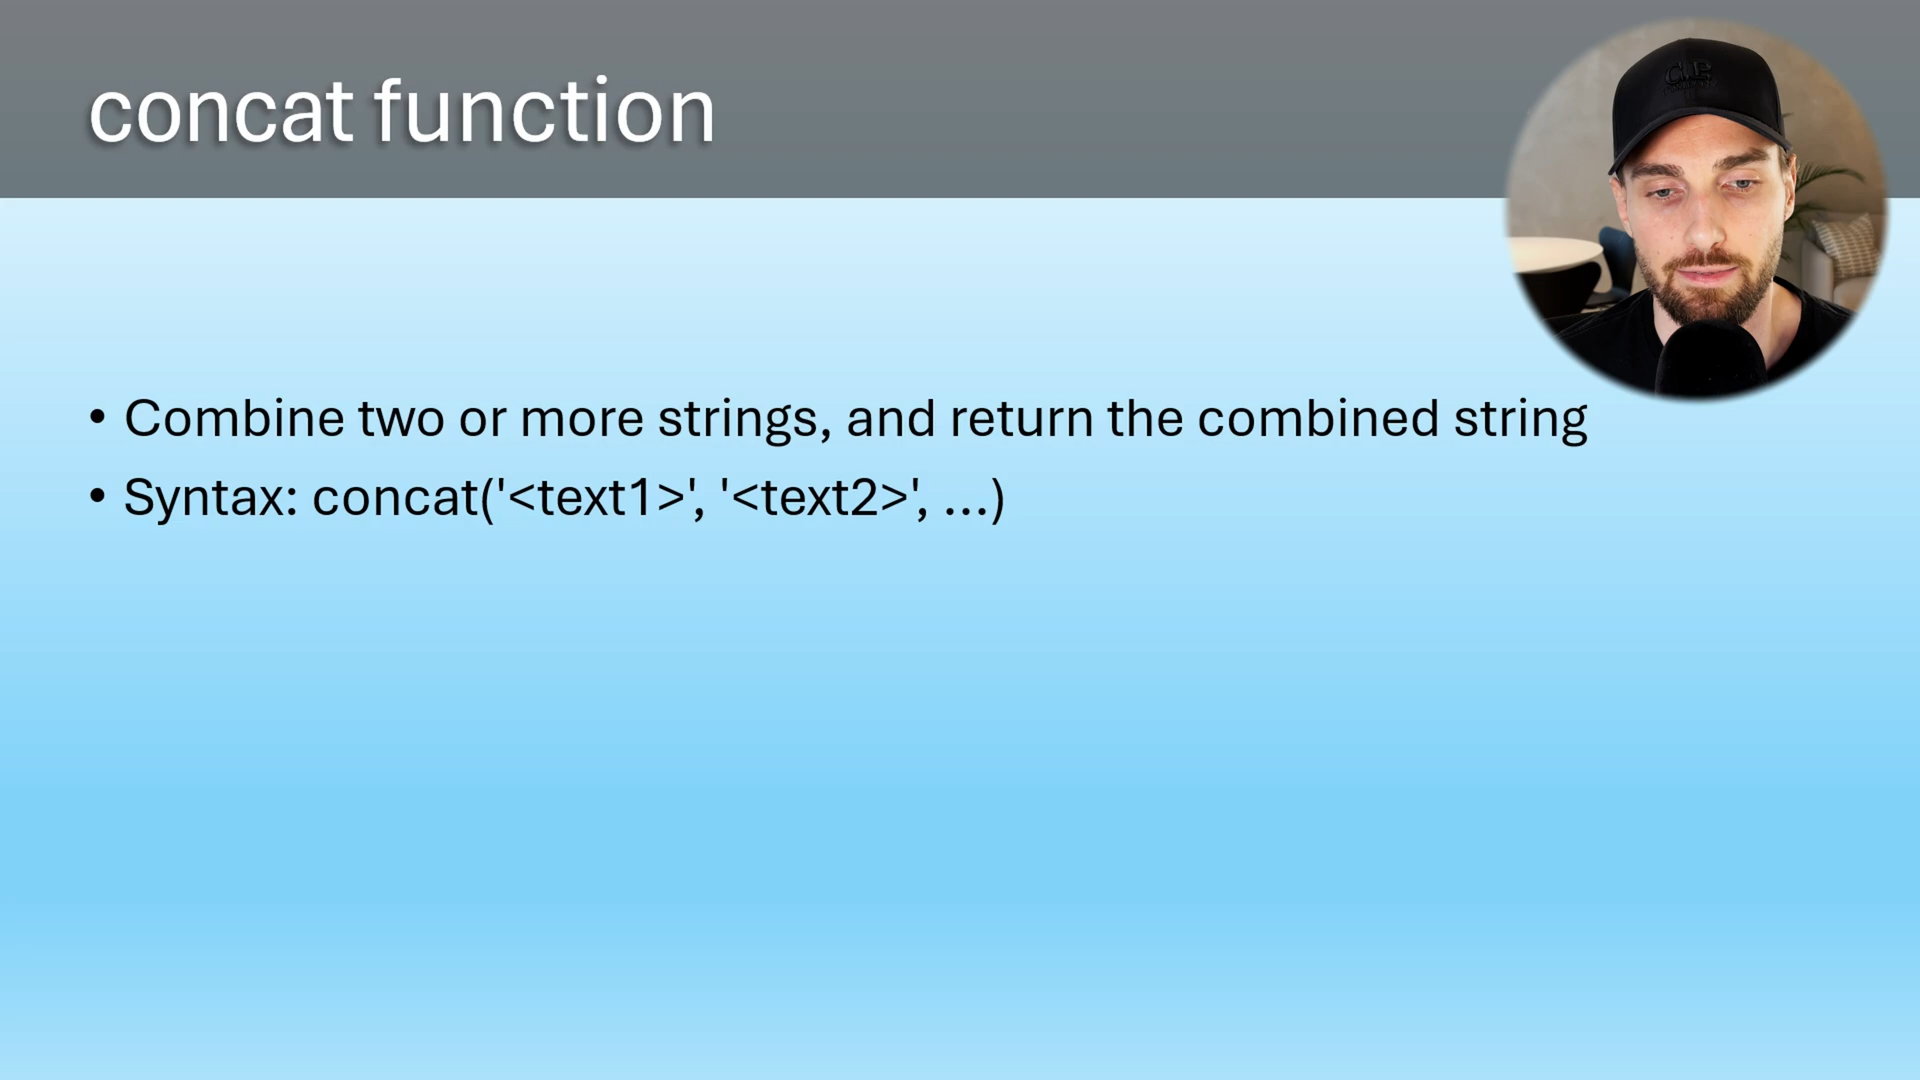 concat function
• Combine two or more strings, and return the combined string
• Syntax: concat('<text1>', '<text2>', ...)